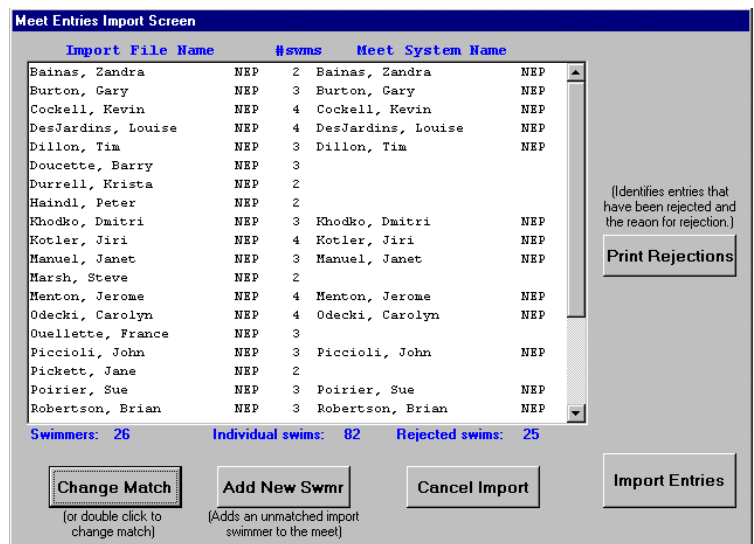 Meet Entries Import Screen
Import File Name #swms Meet System Name
Bainas, Zandra NEP 2 Bainas, Zandra NEP
Burton, Gary NEP 3 Burton, Gary NEP
Cockell, Kevin NEP 4 Cockell, Kevin NEP
DesJardins, Louise NEP 4 DesJardins, Louise NEP
Dillon, Tim NEP 3 Dillon, Tim NEP
Doucette, Barry NEP 3
Durrell, Krista NEP 2
Haindl, Peter NEP 2
Khodko, Dmitri NEP 3 Khodko, Dmitri NEP
Kotler, Jiri NEP 4 Kotler, Jiri NEP
Manuel, Janet NEP 3 Manuel, Janet NEP
Marsh, Steve NEP 2
Menton, Jerome NEP 4 Menton, Jerome NEP
Odecki, Carolyn NEP 4 Odecki, Carolyn NEP
Ouellette, France NEP 3
Piccioli, John NEP 3 Piccioli, John NEP
Pickett, Jane NEP 2
Poirier, Sue NEP 3 Poirier, Sue NEP
Robertson, Brian NEP 3 Robertson, Brian NEP
(Identifies entries that
have been rejected and
the reaon for rejection.)
Print Rejections
Swimmers: 26 Individual swims: 82 Rejected swims: 25
Change Match
(or double click to
change match)
Add New Swmr
(Adds an unmatched import
swimmer to the meet)
Cancel Import
Import Entries